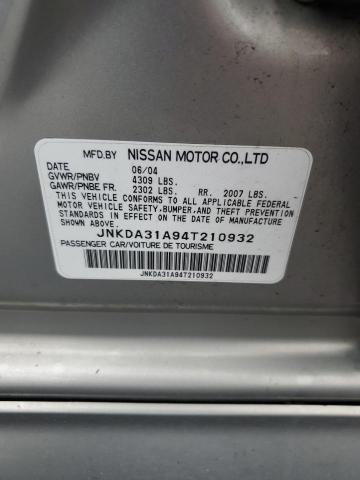 MFD.BY NISSAN MOTOR CO.,LTD
DATE 06/04
GVWR/PNBV 4309 LBS.
GAWR/PNBE FR. 2302 LBS. RR. 2007 LBS.
THIS VEHICLE CONFORMS TO ALL APPLICABLE FEDERAL
MOTOR VEHICLE SAFETY,BUMPER,AND THEFT PREVENTION
STANDARDS IN EFFECT ON THE DATE OF MANUFACTURE
SHOWN ABOVE.
JNKDA31A94T210932
PASSENGER CAR/VOITURE DE TOURISME
JNKDA31A94T210932